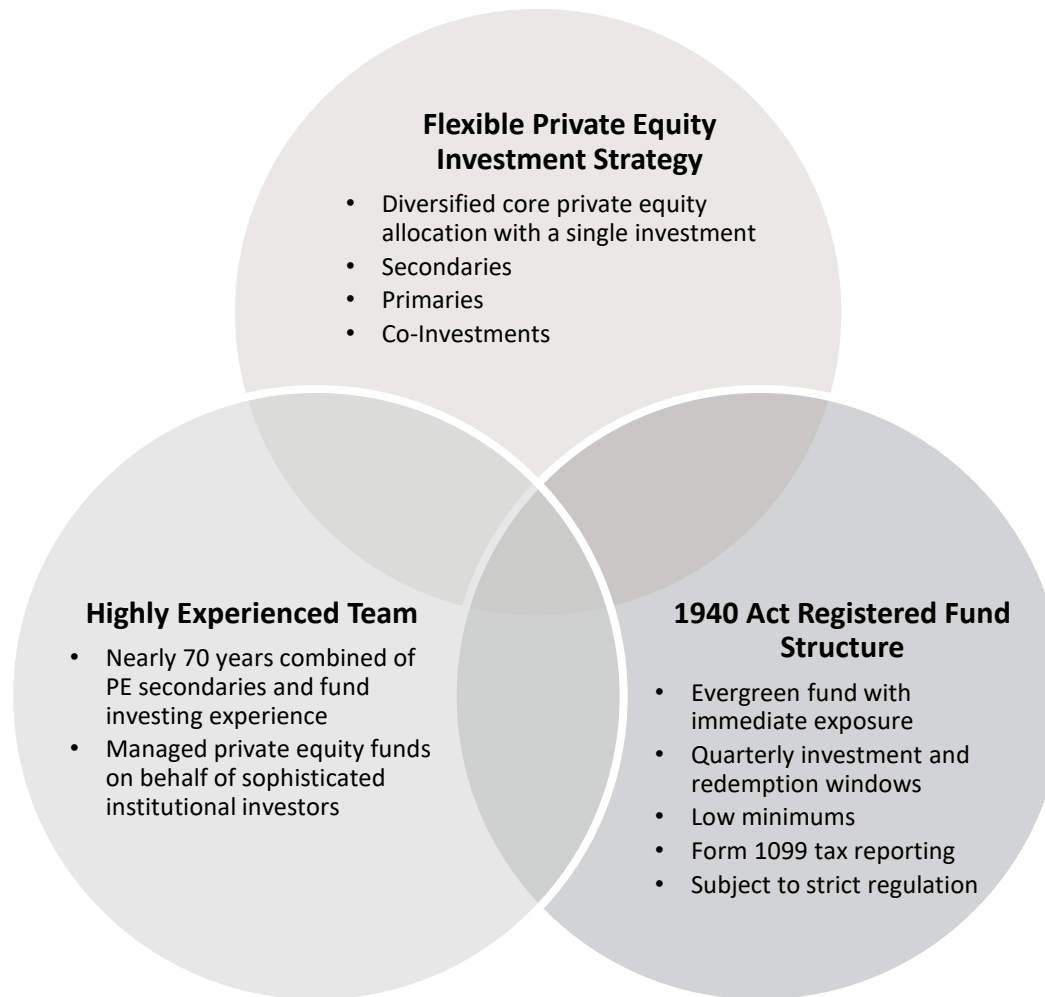 Flexible Private Equity
Investment Strategy
• Diversified core private equity
allocation with a single investment
• Secondaries
• Primaries
• Co-Investments
Highly Experienced Team
• Nearly 70 years combined of
PE secondaries and fund
investing experience
• Managed private equity funds
on behalf of sophisticated
institutional investors
1940 Act Registered Fund
Structure
• Evergreen fund with
immediate exposure
• Quarterly investment and
redemption windows
• Low minimums
• Form 1099 tax reporting
• Subject to strict regulation